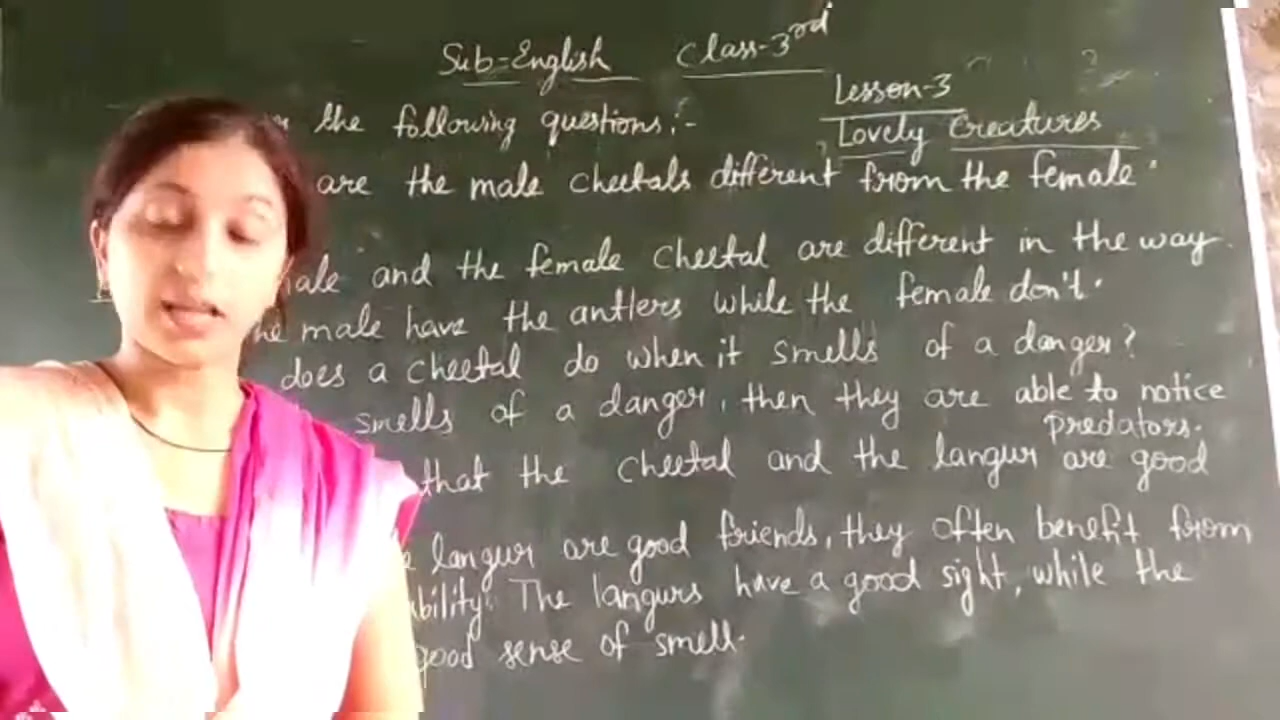 Sub=English Class-3rd
Lesson-3
Lovely Creatures
the following questions:-
are the male cheetals different from the female.
and the female cheetal are different in the way
male have the antlers while the female don't.
does a cheetal do when it smells of a danger?
smells of a danger, then they are able to notice
predators.
that the cheetal and the langur are good
langur are good friends, they often benefit from
The langurs have a good sight, while the
good sense of smell.